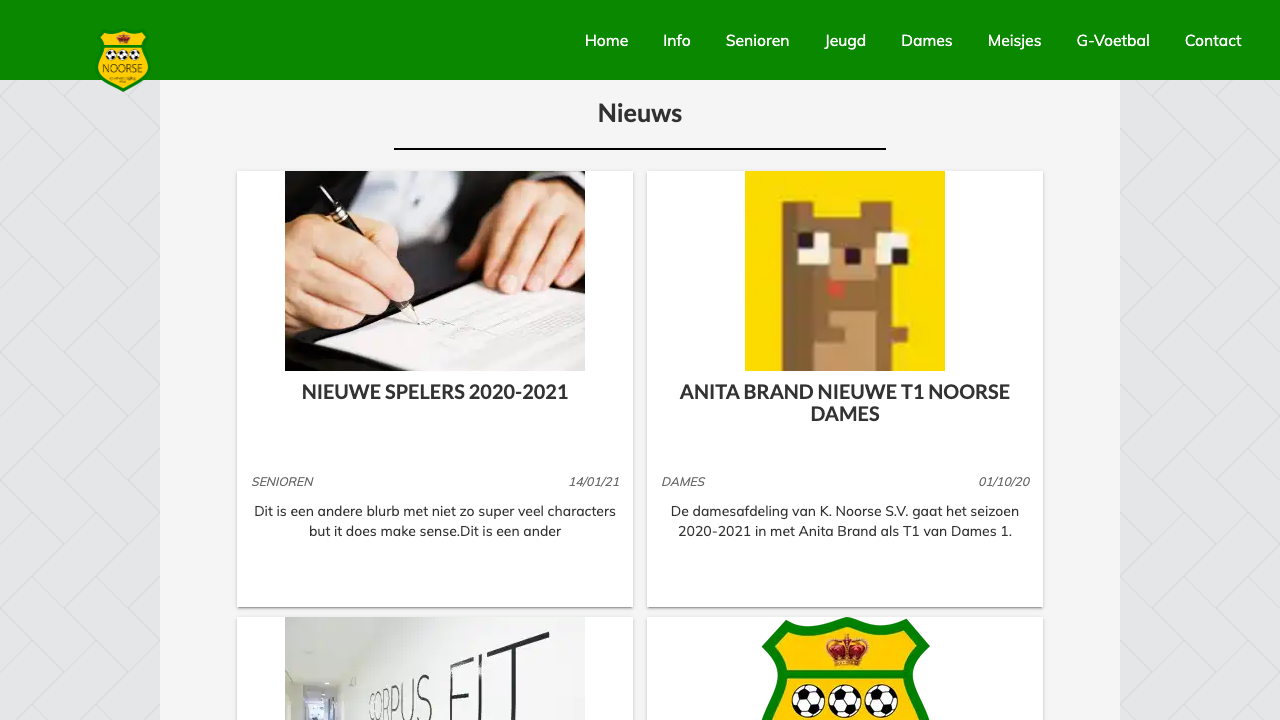 NOORSE
Home
Info
Senioren
Jeugd
Dames
Meisjes
G-Voetbal
Contact
Nieuws
NIEUWE SPELERS 2020-2021
SENIOREN
14/01/21
Dit is een andere blurb met niet zo super veel characters
but it does make sense.Dit is een ander
ANITA BRAND NIEUWE T1 NOORSE
DAMES
DAMES
01/10/20
De damesafdeling van K. Noorse S.V. gaat het seizoen
2020-2021 in met Anita Brand als T1 van Dames 1.
CORPUS FIT